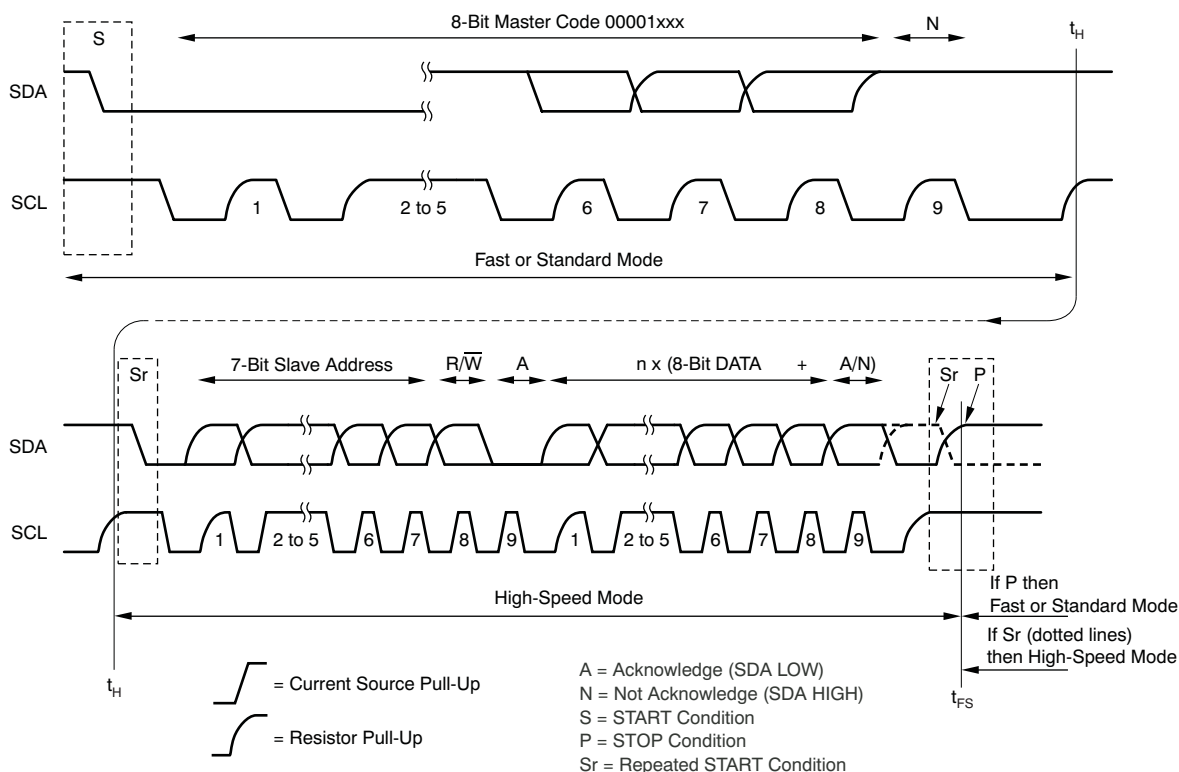 8-Bit Master Code 00001xxx
N
t_H
S
SDA
SCL
1
2 to 5
6
7
8
9
Fast or Standard Mode
Sr
7-Bit Slave Address
R/W̅
A
n x (8-Bit DATA + A/N)
Sr P
SDA
SCL
1
2 to 5
6
7
8
9
1
2 to 5
6
7
8
9
High-Speed Mode
If P then
Fast or Standard Mode
If Sr (dotted lines)
then High-Speed Mode
t_H
t_FS
= Current Source Pull-Up
= Resistor Pull-Up
A = Acknowledge (SDA LOW)
N = Not Acknowledge (SDA HIGH)
S = START Condition
P = STOP Condition
Sr = Repeated START Condition